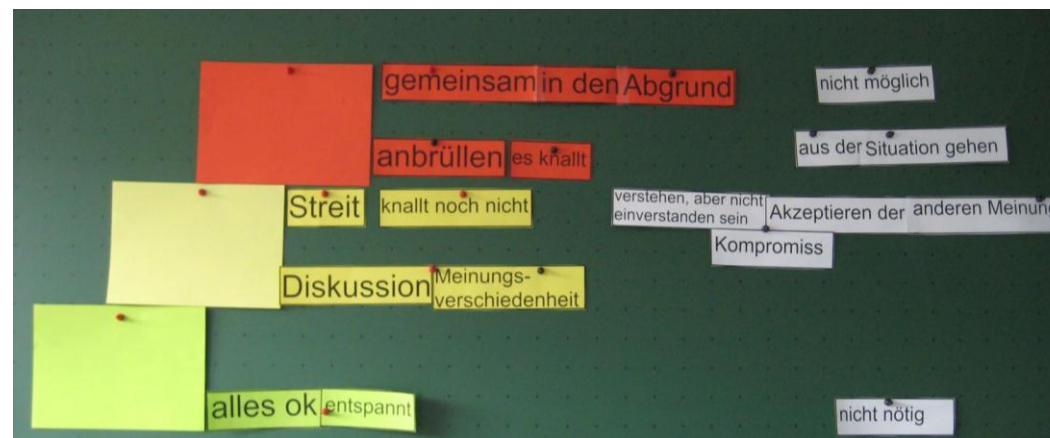 gemeinsam in den Abgrund
nicht möglich
anbrüllen es knallt
aus der Situation gehen
Streit knallt noch nicht
verstehen, aber nicht
einverstanden sein
Akzeptieren der anderen Meinung
Kompromiss
Diskussion
Meinungs-
verschiedenheit
alles ok entspannt
nicht nötig